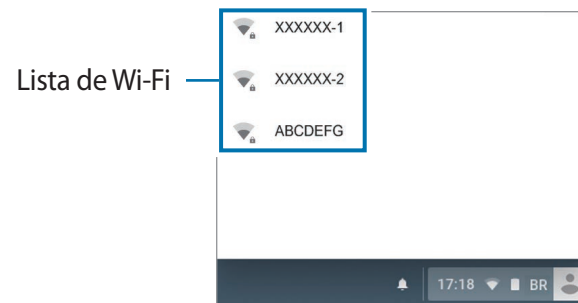 XXXXXX-1
Lista de Wi-Fi
XXXXXX-2
ABCDEFG
17:18 BR